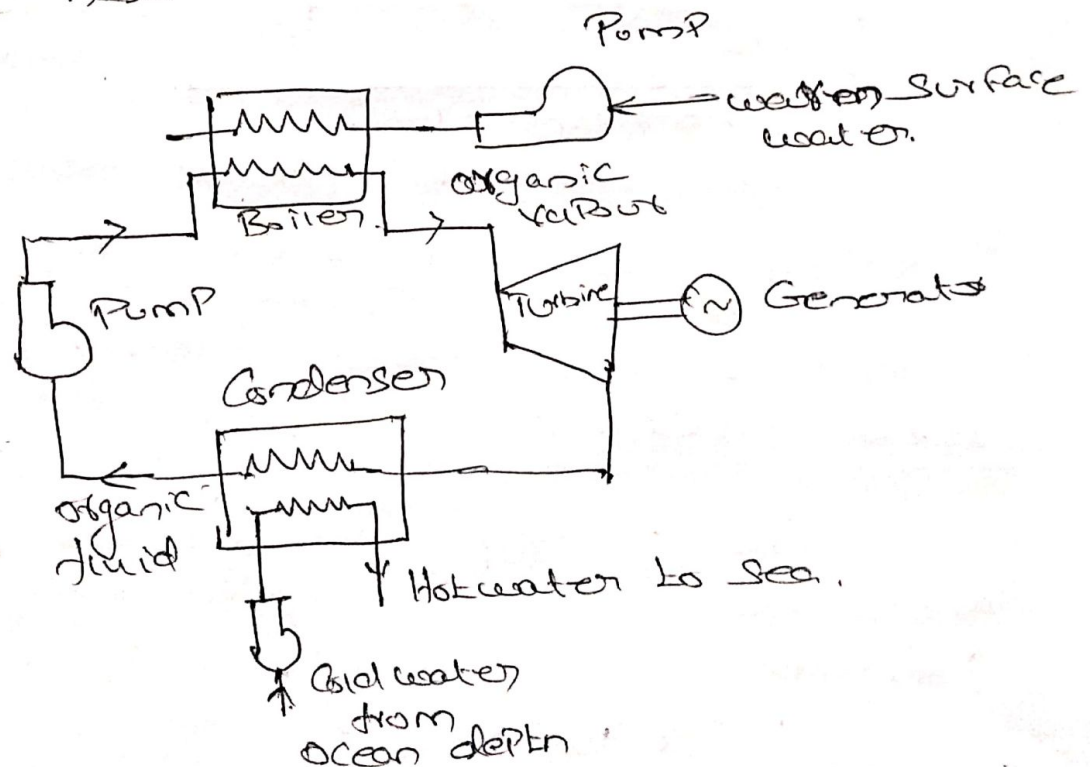 Pump
warm surface
water.
organic
vapour
Boiler.
Pump
Turbine
Generator
Condenser
organic
fluid
Hot water to sea.
Cold water
from
ocean depth